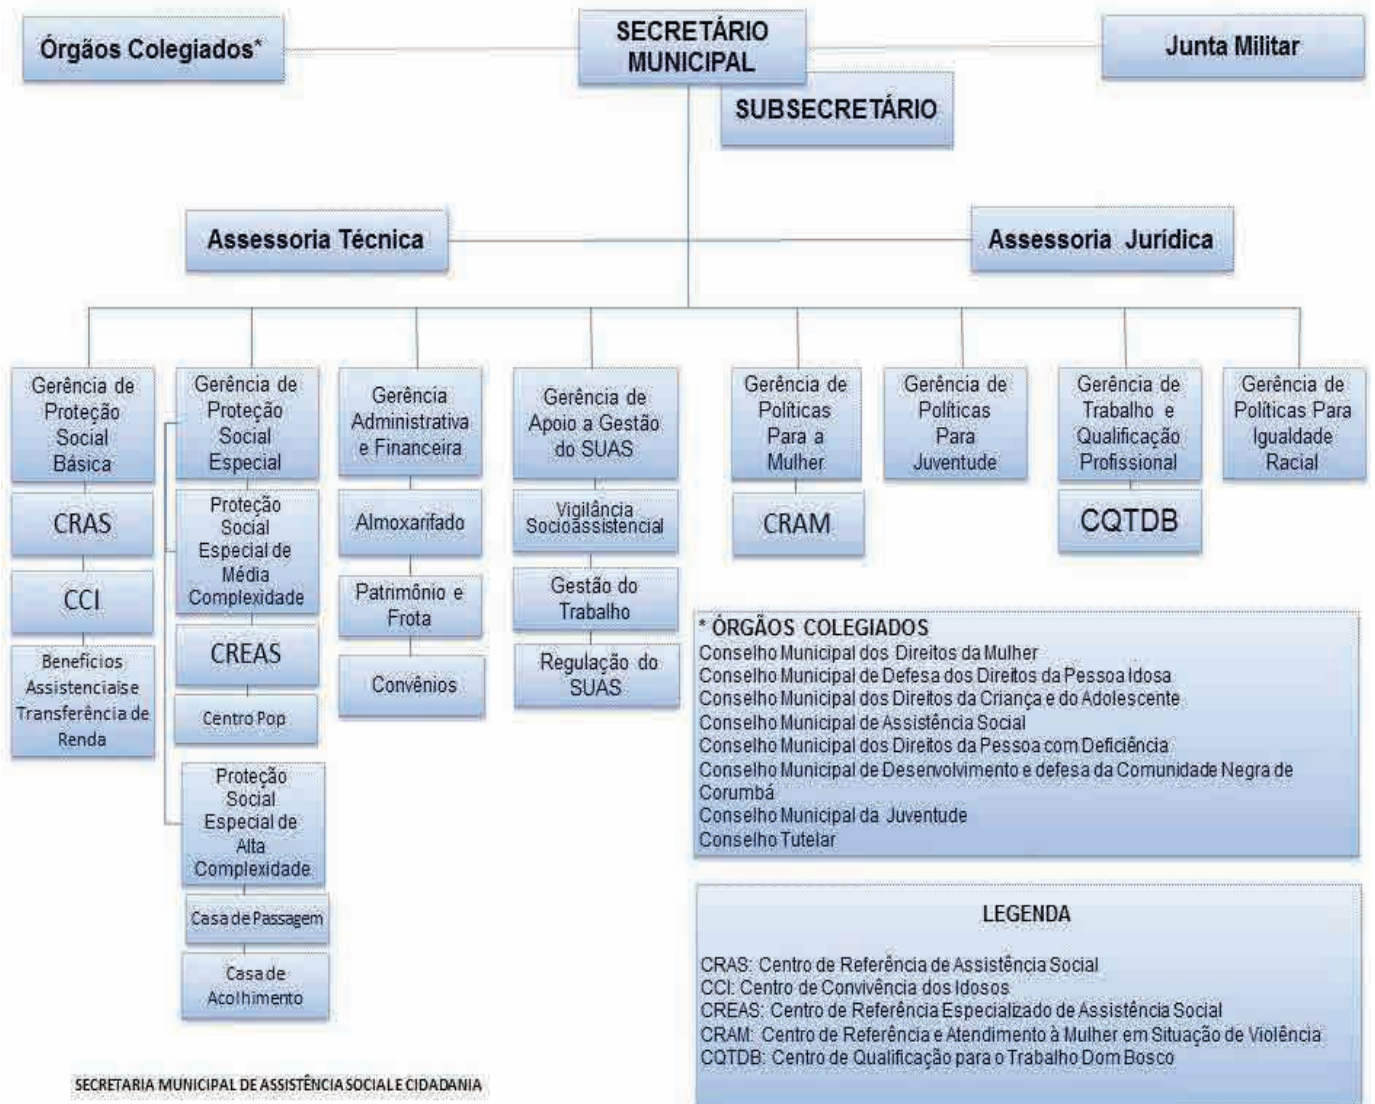 Órgãos Colegiados*
SECRETÁRIO
MUNICIPAL
Junta Militar
SUBSECRETÁRIO
Assessoria Técnica
Assessoria Jurídica
Gerência de
Proteção
Social
Básica
CRAS
CCI
Benefícios
Assistenciais e
Transferência de
Renda
Gerência de
Proteção
Social
Especial
Proteção
Social
Especial de
Média
Complexidade
CREAS
Centro Pop
Proteção
Social
Especial de
Alta
Complexidade
Casa de Passagem
Casa de
Acolhimento
Gerência
Administrativa
e Financeira
Almoxarifado
Patrimônio e
Frota
Convênios
Gerência de
Apoio a Gestão
do SUAS
Vigilância
Socioassistencial
Gestão do
Trabalho
Regulação do
SUAS
Gerência de
Políticas
Para a
Mulher
CRAM
Gerência de
Políticas
Para
Juventude
Gerência de
Trabalho e
Qualificação
Profissional
CQTDB
Gerência de
Políticas Para
Igualdade
Racial
* ÓRGÃOS COLEGIADOS
Conselho Municipal dos Direitos da Mulher
Conselho Municipal de Defesa dos Direitos da Pessoa Idosa
Conselho Municipal dos Direitos da Criança e do Adolescente
Conselho Municipal de Assistência Social
Conselho Municipal dos Direitos da Pessoa com Deficiência
Conselho Municipal de Desenvolvimento e defesa da Comunidade Negra de
Corumbá
Conselho Municipal da Juventude
Conselho Tutelar
LEGENDA
CRAS: Centro de Referência de Assistência Social
CCI: Centro de Convivência dos Idosos
CREAS: Centro de Referência Especializado de Assistência Social
CRAM: Centro de Referência e Atendimento à Mulher em Situação de Violência
CQTDB: Centro de Qualificação para o Trabalho Dom Bosco
SECRETARIA MUNICIPAL DE ASSISTÊNCIA SOCIAL E CIDADANIA